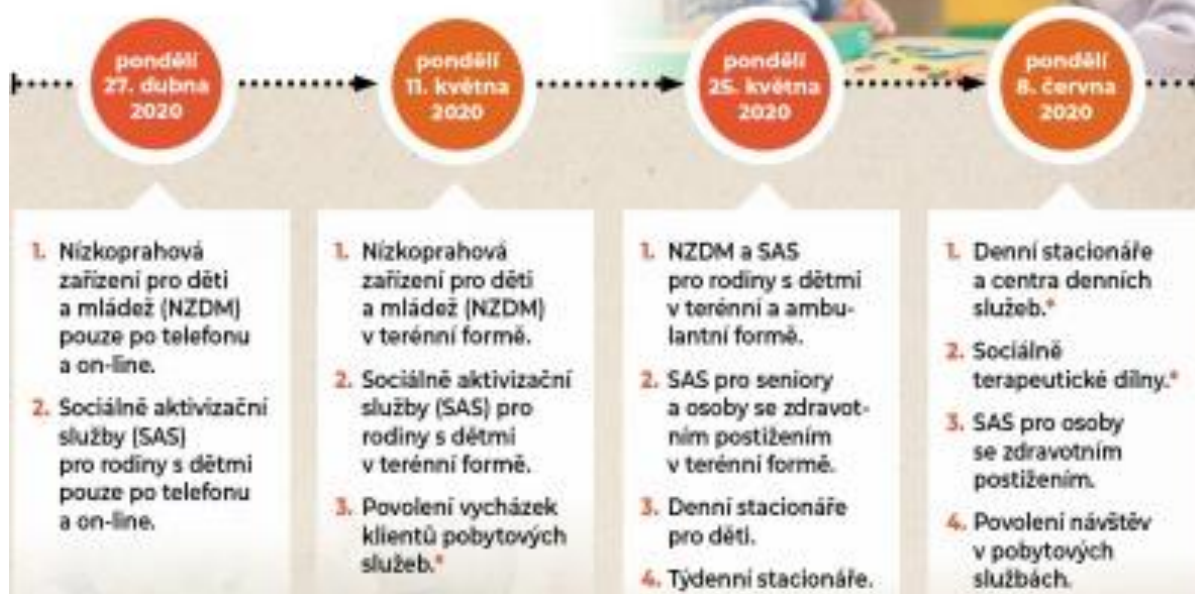 pondělí
27. dubna
2020
pondělí
11. května
2020
pondělí
25. května
2020
pondělí
8. června
2020
1. Nízkoprahová
zařízení pro děti
a mládež (NZDM)
pouze po telefonu
a on-line.
2. Sociálně aktivizační
služby (SAS)
pro rodiny s dětmi
pouze po telefonu
a on-line.
1. Nízkoprahová
zařízení pro děti
a mládež (NZDM)
v terénní formě.
2. Sociálně aktivizační
služby (SAS) pro
rodiny s dětmi
v terénní formě.
3. Povolení vycházek
klientů pobytových
služeb.*
1. NZDM a SAS
pro rodiny s dětmi
v terénní a ambu-
lantní formě.
2. SAS pro seniory
a osoby se zdravot-
ním postižením
v terénní formě.
3. Denní stacionáře
pro děti.
4. Týdenní stacionáře.
1. Denní stacionáře
a centra denních
služeb.*
2. Sociálně
terapeutické dílny.*
3. SAS pro osoby
se zdravotním
postižením.
4. Povolení návštěv
v pobytových
službách.